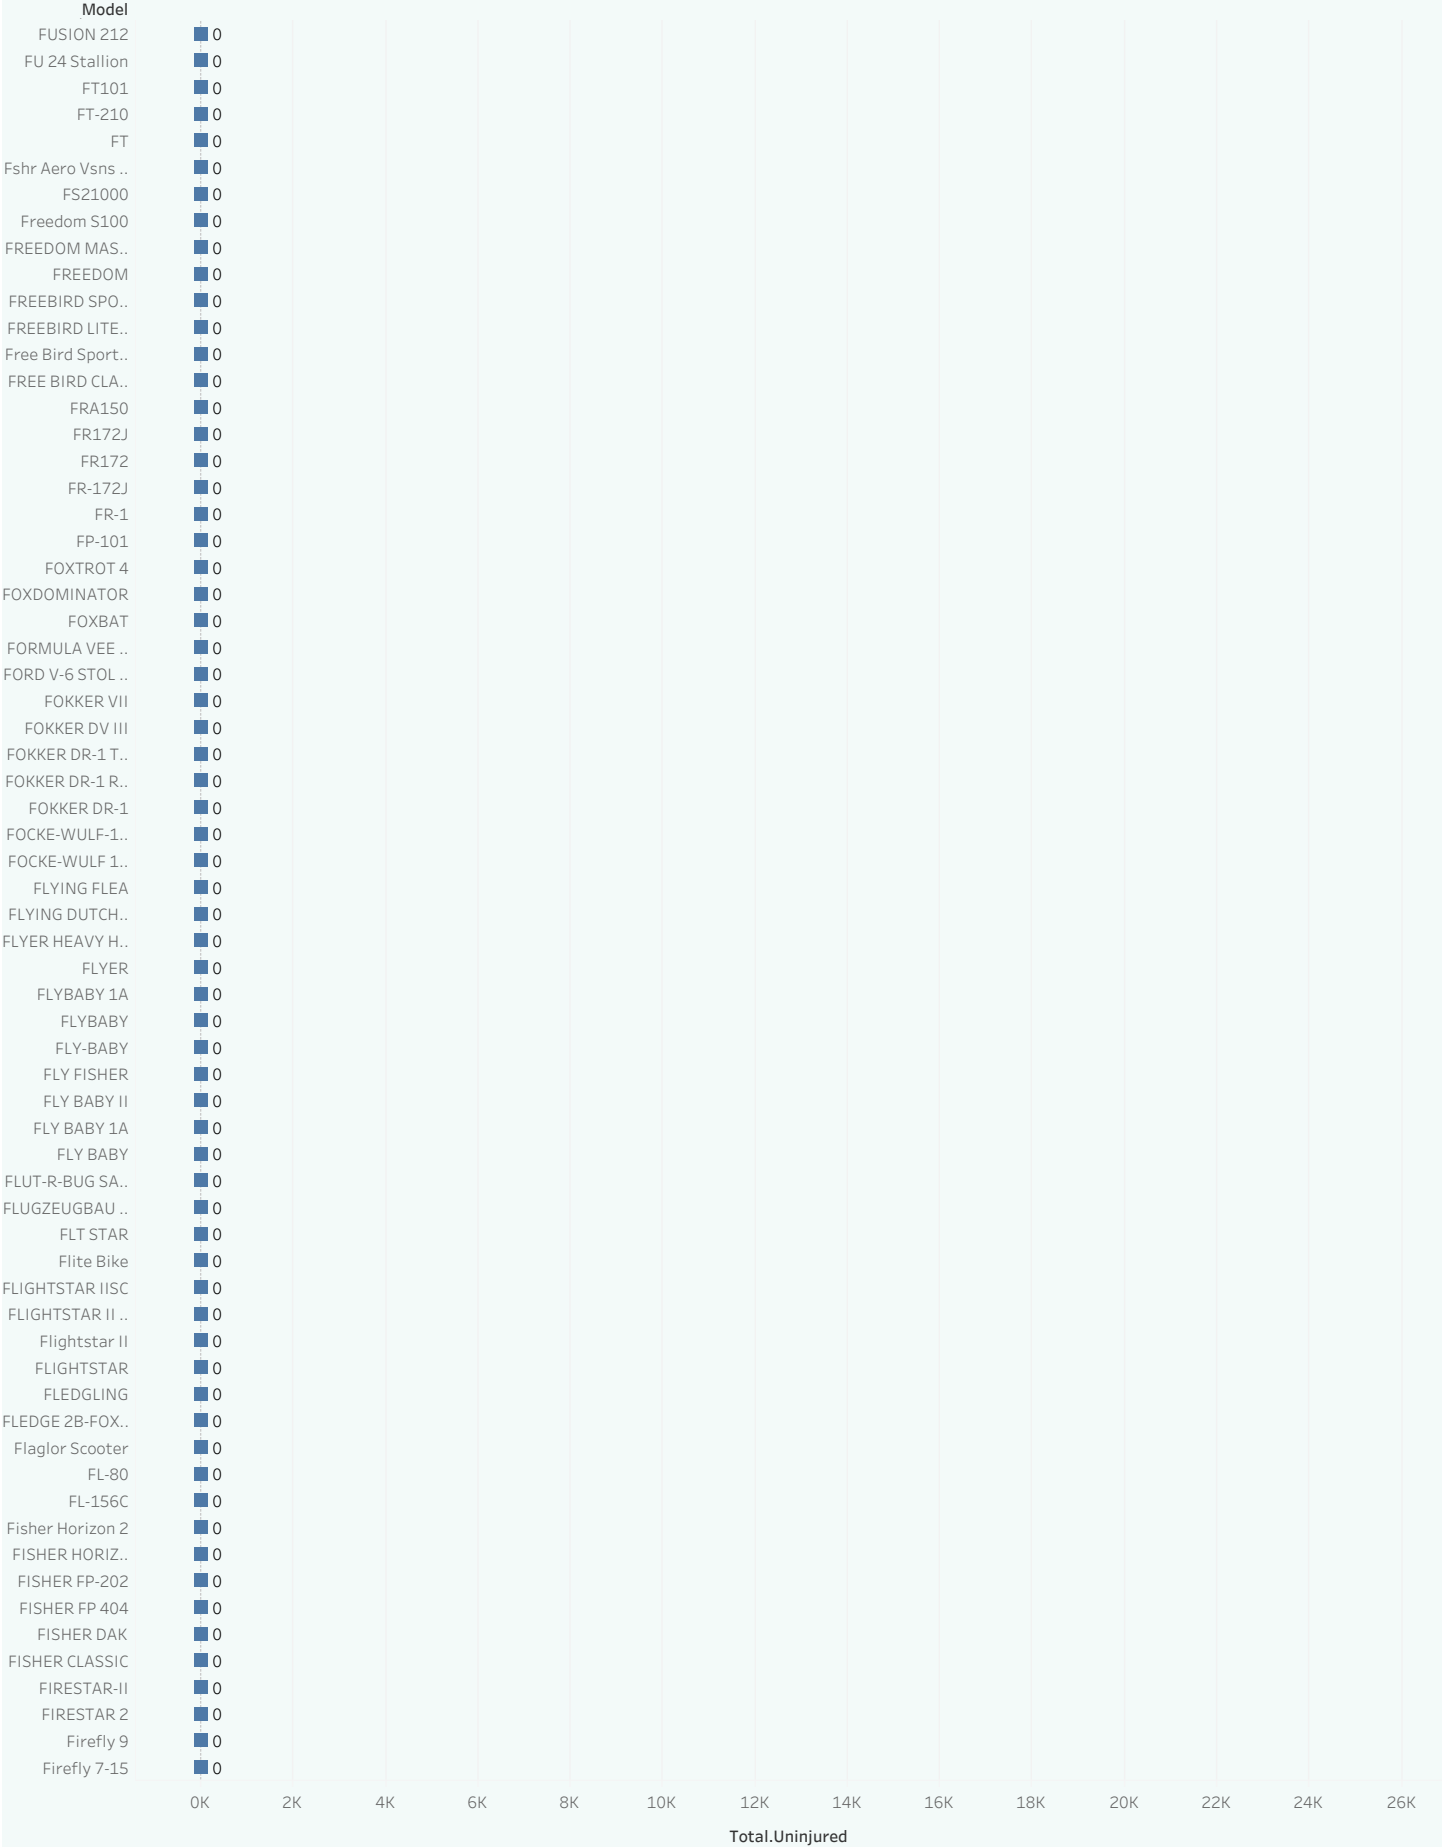 Model
FUSION 212 0
FU 24 Stallion 0
FT101 0
FT-210 0
FT 0
Fshr Aero Vsns .. 0
FS21000 0
Freedom S100 0
FREEDOM MAS.. 0
FREEDOM 0
FREEBIRD SPO.. 0
FREEBIRD LITE.. 0
Free Bird Sport.. 0
FREE BIRD CLA.. 0
FRA150 0
FR172J 0
FR172 0
FR-172J 0
FR-1 0
FP-101 0
FOXTROT 4 0
FOXDOMINATOR 0
FOXBAT 0
FORMULA VEE .. 0
FORD V-6 STOL .. 0
FOKKER VII 0
FOKKER DV III 0
FOKKER DR-1 T.. 0
FOKKER DR-1 R.. 0
FOKKER DR-1 0
FOCKE-WULF-1.. 0
FOCKE-WULF 1.. 0
FLYING FLEA 0
FLYING DUTCH.. 0
FLYER HEAVY H.. 0
FLYER 0
FLYBABY 1A 0
FLYBABY 0
FLY-BABY 0
FLY FISHER 0
FLY BABY II 0
FLY BABY 1A 0
FLY BABY 0
FLUT-R-BUG SA.. 0
FLUGZEUGBAU .. 0
FLT STAR 0
Flite Bike 0
FLIGHTSTAR IISC 0
FLIGHTSTAR II .. 0
Flightstar II 0
FLIGHTSTAR 0
FLEDGLING 0
FLEDGE 2B-FOX.. 0
Flaglor Scooter 0
FL-80 0
FL-156C 0
Fisher Horizon 2 0
FISHER HORIZ.. 0
FISHER FP-202 0
FISHER FP 404 0
FISHER DAK 0
FISHER CLASSIC 0
FIRESTAR-II 0
FIRESTAR 2 0
Firefly 9 0
Firefly 7-15 0
0K 2K 4K 6K 8K 10K 12K 14K 16K 18K 20K 22K 24K 26K
Total.Uninjured